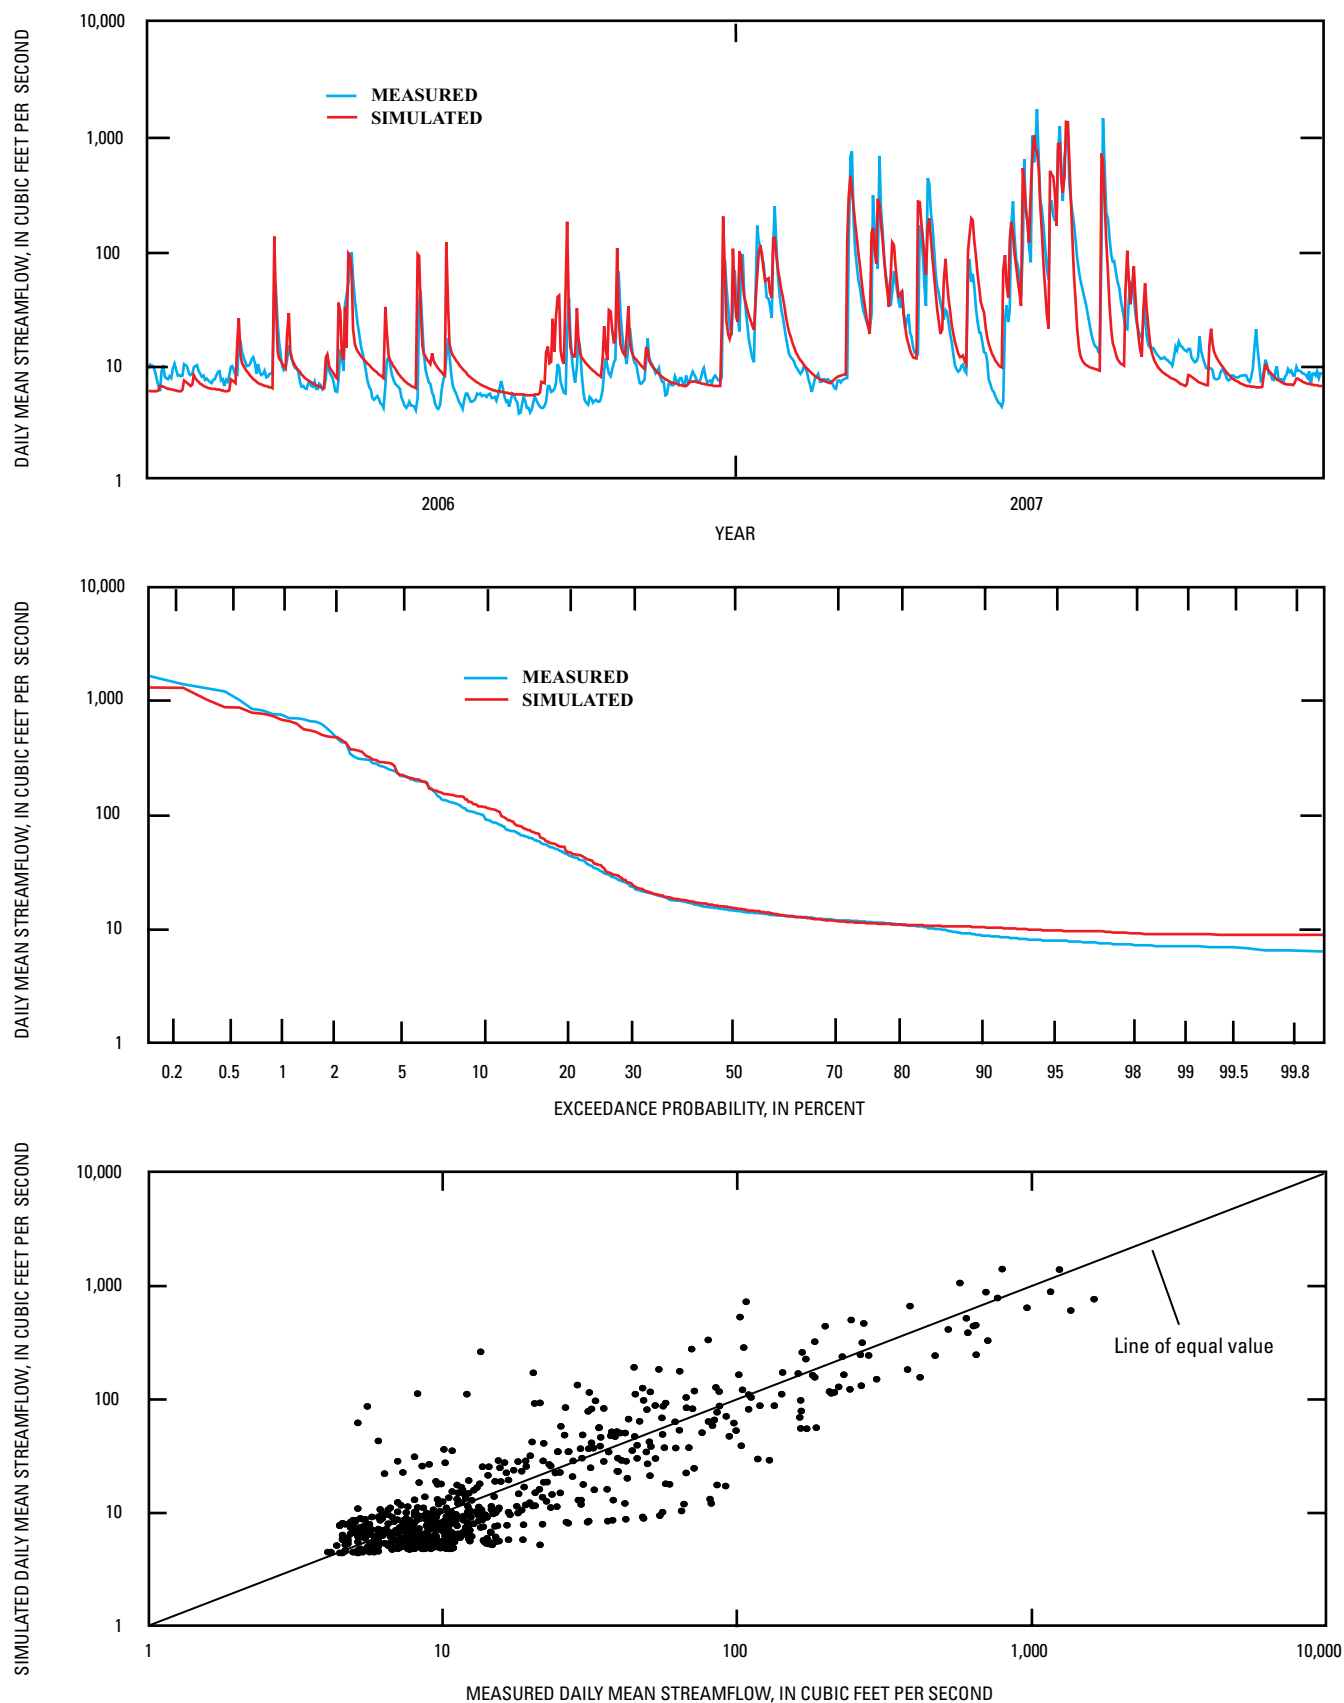 DAILY MEAN STREAMFLOW, IN CUBIC FEET PER SECOND
10,000
1,000
100
10
1
MEASURED
SIMULATED
2006
2007
YEAR
DAILY MEAN STREAMFLOW, IN CUBIC FEET PER SECOND
10,000
1,000
100
10
1
MEASURED
SIMULATED
0.2 0.5 1 2 5 10 20 30 50 70 80 90 95 98 99 99.5 99.8
EXCEEDANCE PROBABILITY, IN PERCENT
SIMULATED DAILY MEAN STREAMFLOW, IN CUBIC FEET PER SECOND
10,000
1,000
100
10
1
Line of equal value
1 10 100 1,000 10,000
MEASURED DAILY MEAN STREAMFLOW, IN CUBIC FEET PER SECOND